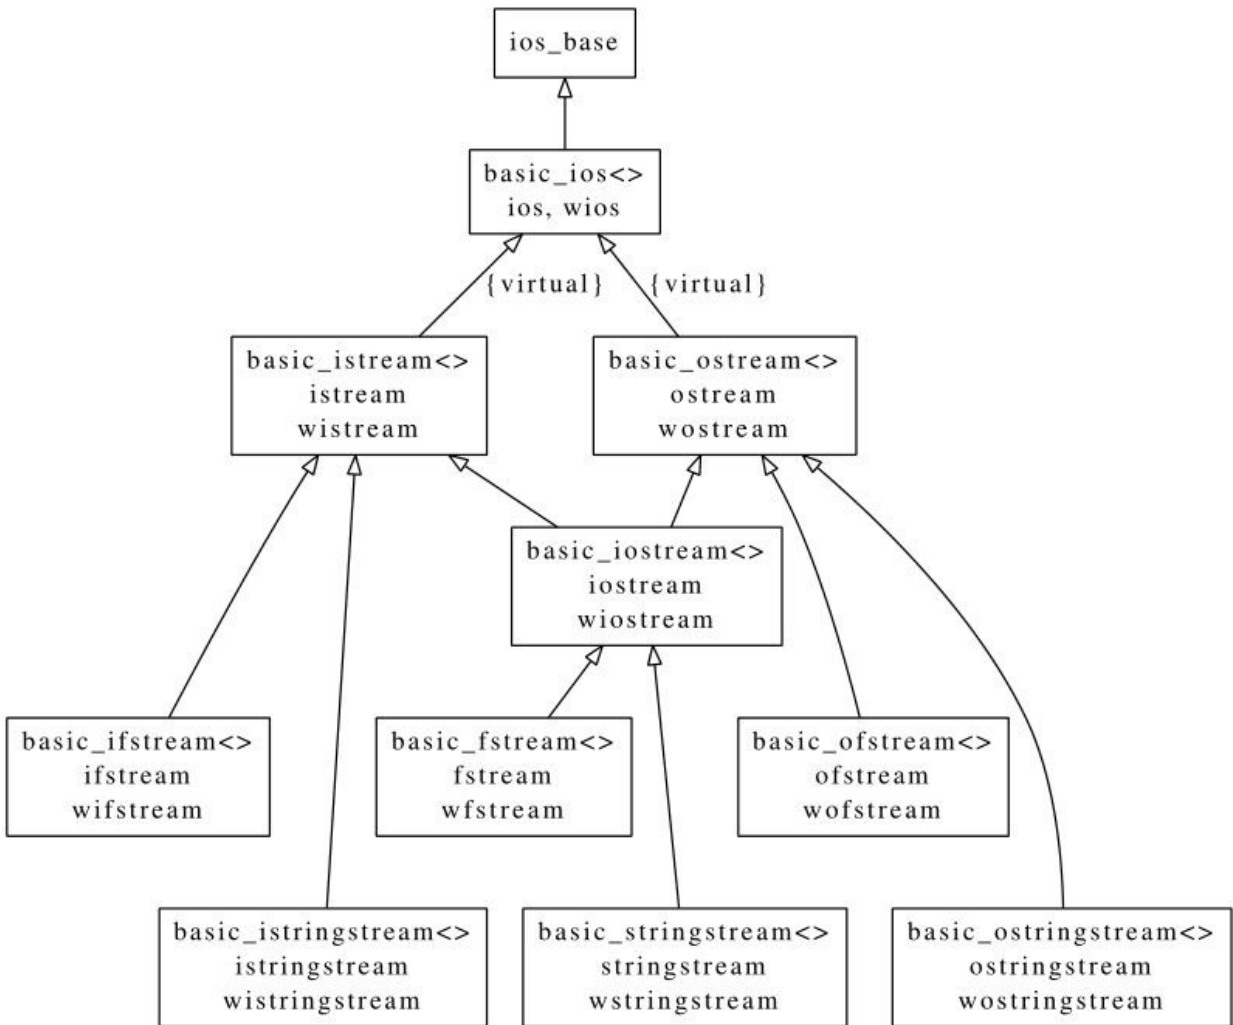 ios_base
basic_ios<>
ios, wios
{virtual}
{virtual}
basic_istream<>
istream
wistream
basic_ostream<>
ostream
wostream
basic_iostream<>
iostream
wiostream
basic_ifstream<>
ifstream
wifstream
basic_fstream<>
fstream
wfstream
basic_ofstream<>
ofstream
wofstream
basic_istringstream<>
istringstream
wistringstream
basic_stringstream<>
stringstream
wstringstream
basic_ostringstream<>
ostringstream
wostringstream